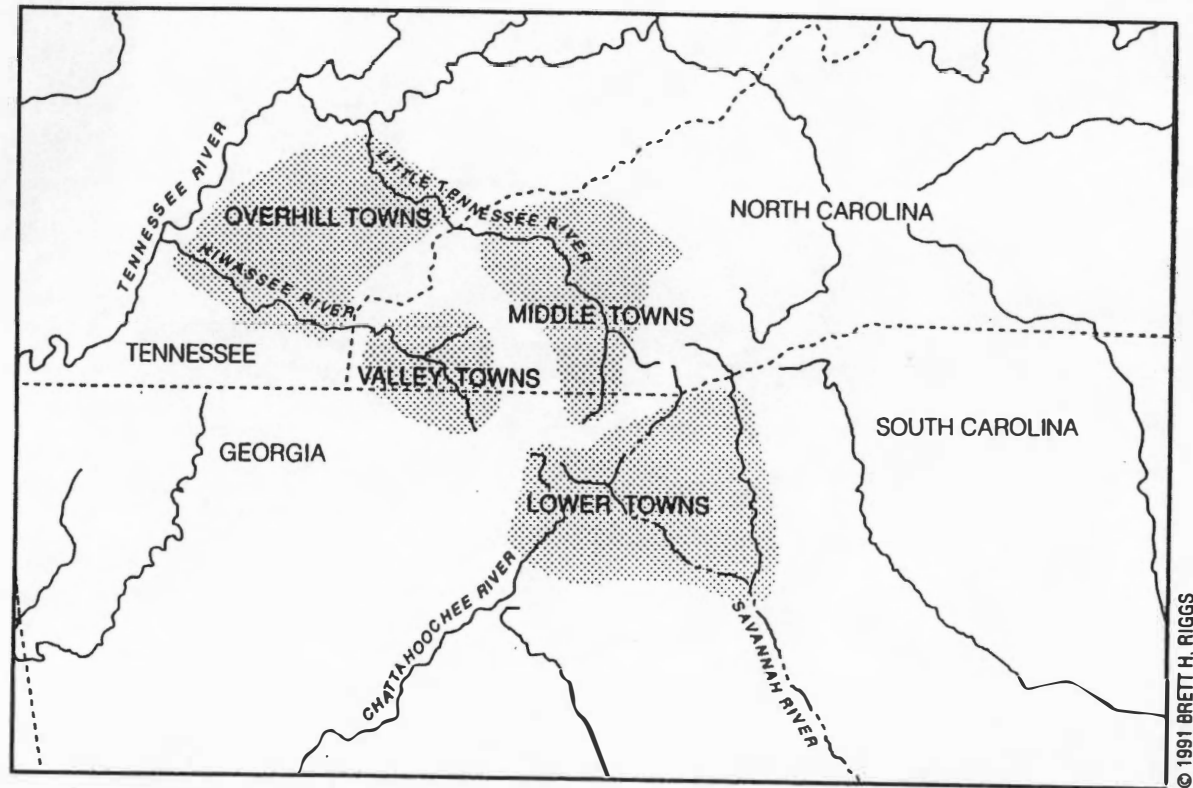 TENNESSEE RIVER
LITTLE TENNESSEE RIVER
OVERHILL TOWNS
NORTH CAROLINA
HIWASSEE RIVER
MIDDLE TOWNS
TENNESSEE
VALLEY TOWNS
GEORGIA
SOUTH CAROLINA
LOWER TOWNS
CHATTAHOOCHEE RIVER
SAVANNAH RIVER
© 1991 BRETT H. RIGGS